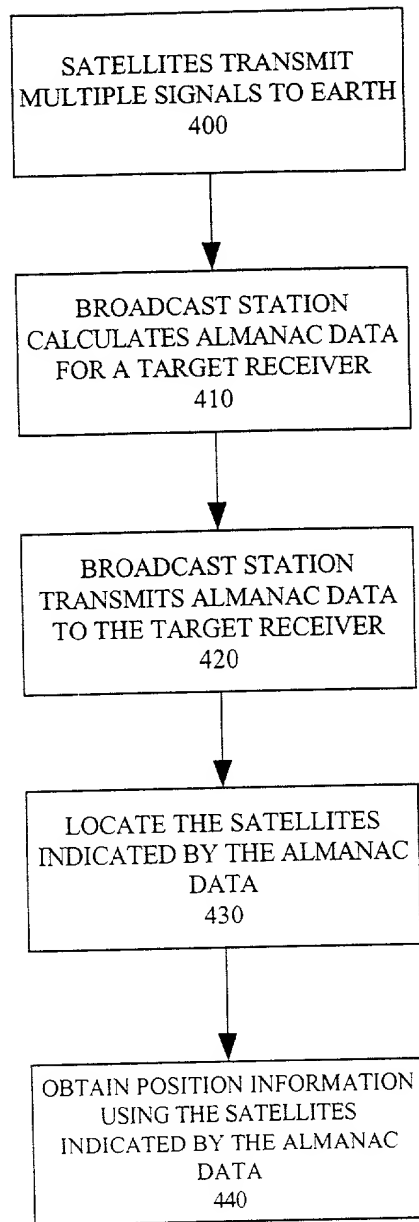 SATELLITES TRANSMIT
MULTIPLE SIGNALS TO EARTH
400
BROADCAST STATION
CALCULATES ALMANAC DATA
FOR A TARGET RECEIVER
410
BROADCAST STATION
TRANSMITS ALMANAC DATA
TO THE TARGET RECEIVER
420
LOCATE THE SATELLITES
INDICATED BY THE ALMANAC
DATA
430
OBTAIN POSITION INFORMATION
USING THE SATELLITES
INDICATED BY THE ALMANAC
DATA
440